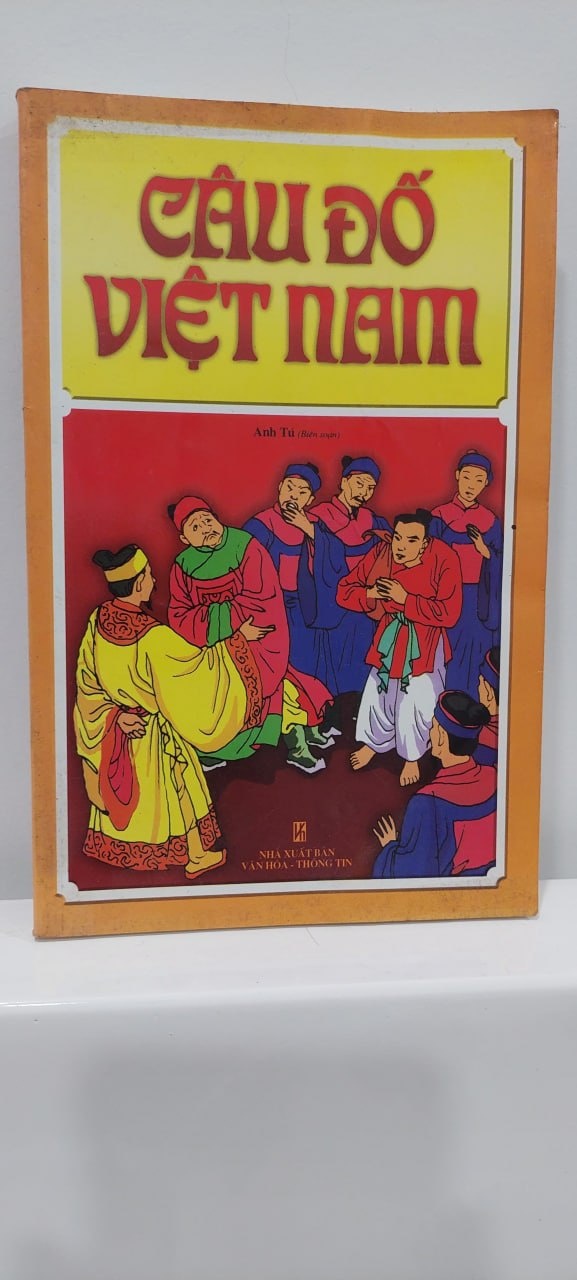 CÂU ĐỐ
VIỆT NAM
Anh Tú (Biên soạn)
NHÀ XUẤT BẢN
VĂN HÓA - THÔNG TIN